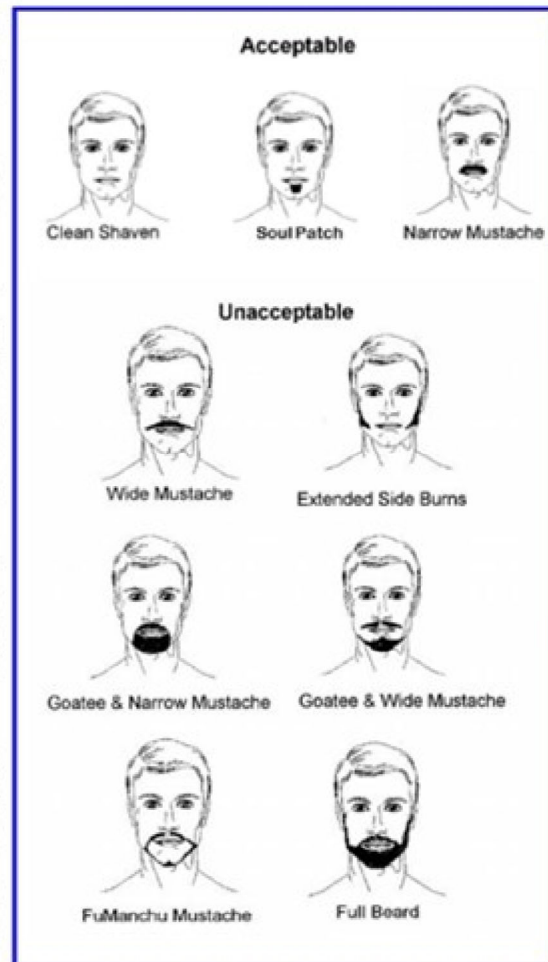 Acceptable
Clean Shaven
Soul Patch
Narrow Mustache
Unacceptable
Wide Mustache
Extended Side Burns
Goatee & Narrow Mustache
Goatee & Wide Mustache
FuManchu Mustache
Full Beard